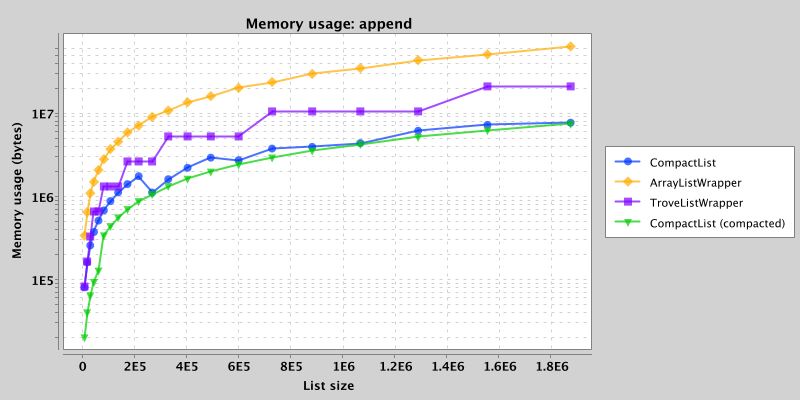 Memory usage: append
Memory usage (bytes)
1E7
1E6
1E5
0
2E5
4E5
6E5
8E5
1E6
1.2E6
1.4E6
1.6E6
1.8E6
List size
CompactList
ArrayListWrapper
TroveListWrapper
CompactList (compacted)